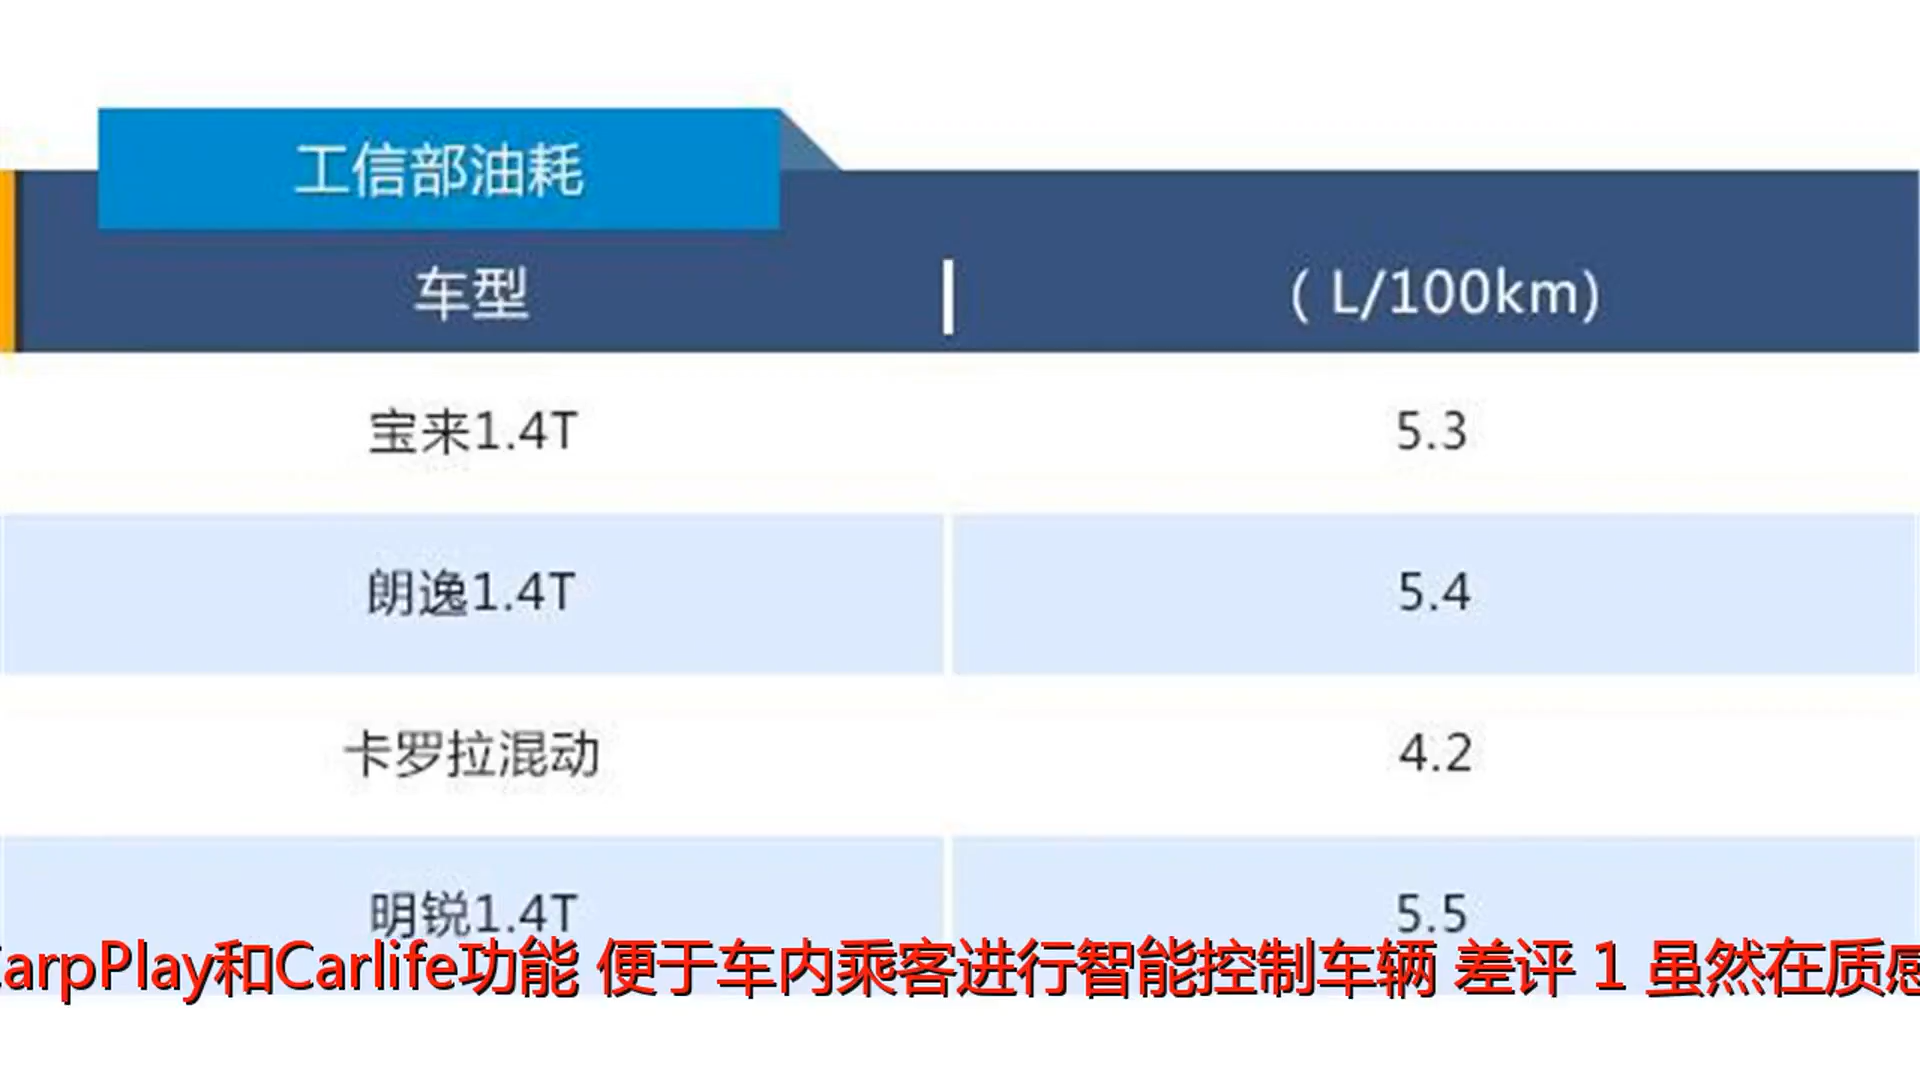 工信部油耗
车型 ( L/100km)
宝来1.4T 5.3
朗逸1.4T 5.4
卡罗拉混动 4.2
明锐1.4T 5.5
arpPlay和Carlife功能 便于车内乘客进行智能控制车辆 差评 1 虽然在质感